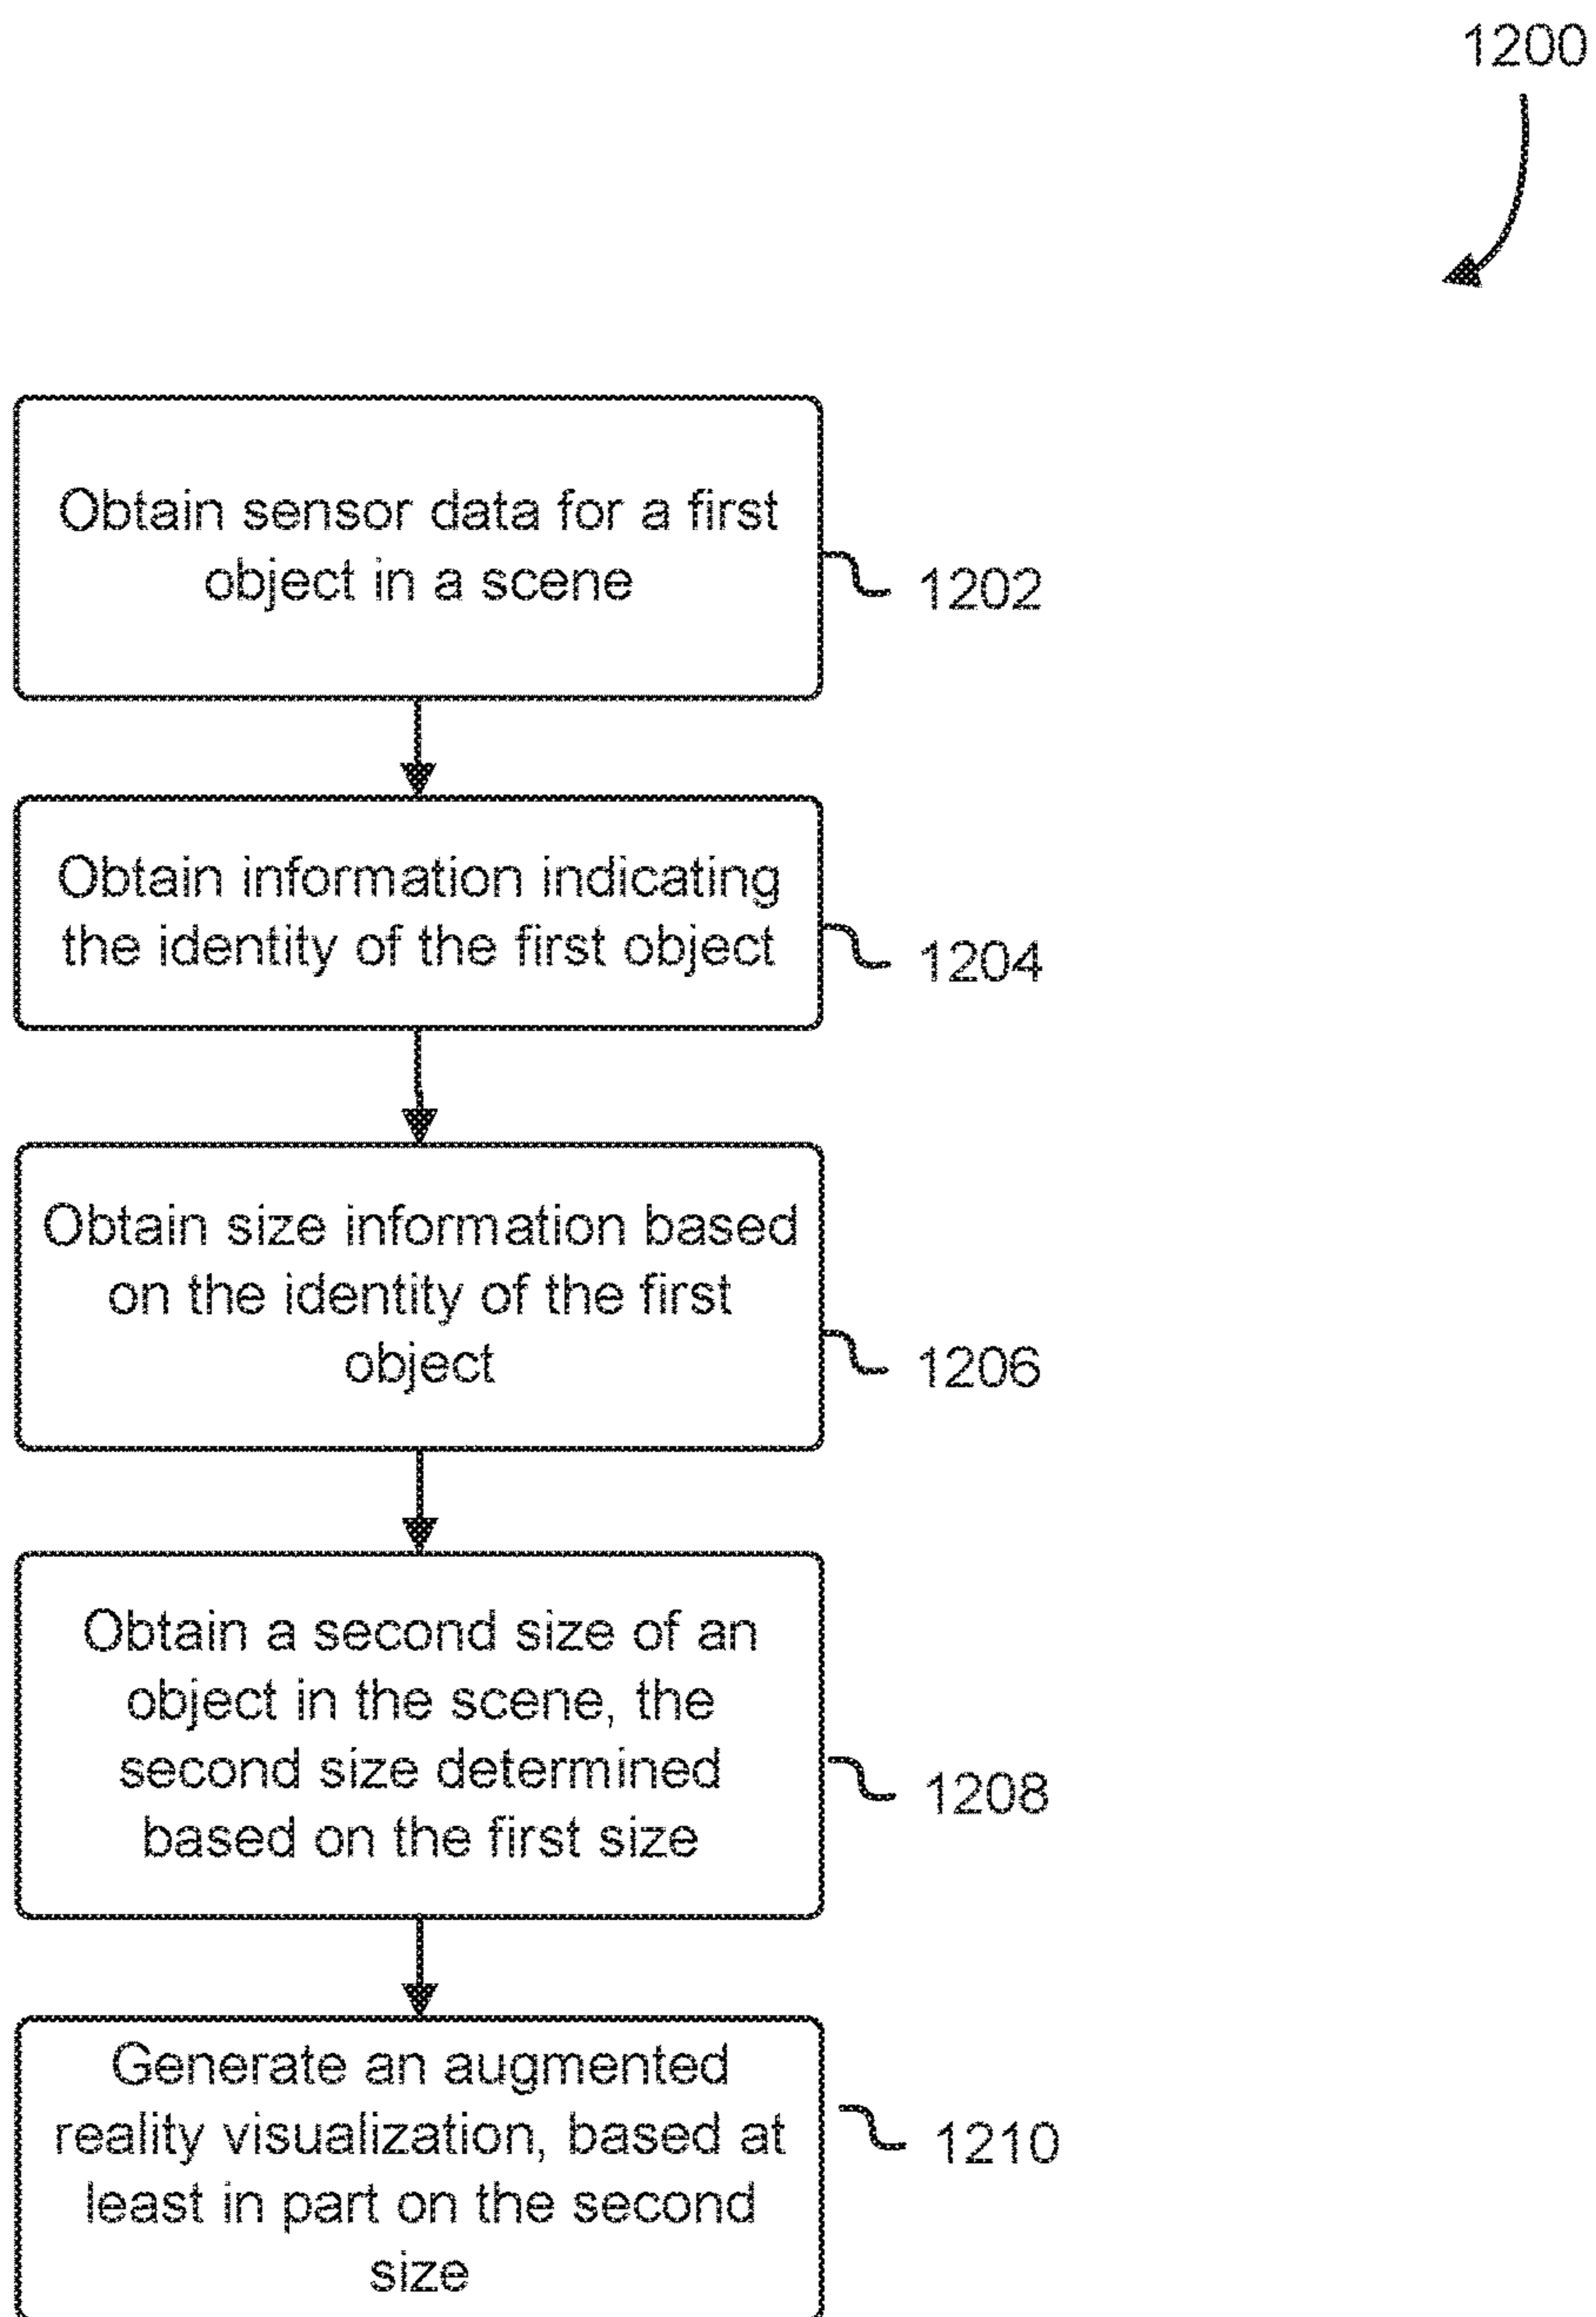 1200
Obtain sensor data for a first
object in a scene
1202
Obtain information indicating
the identity of the first object
1204
Obtain size information based
on the identity of the first
object
1206
Obtain a second size of an
object in the scene, the
second size determined
based on the first size
1208
Generate an augmented
reality visualization, based at
least in part on the second
size
1210